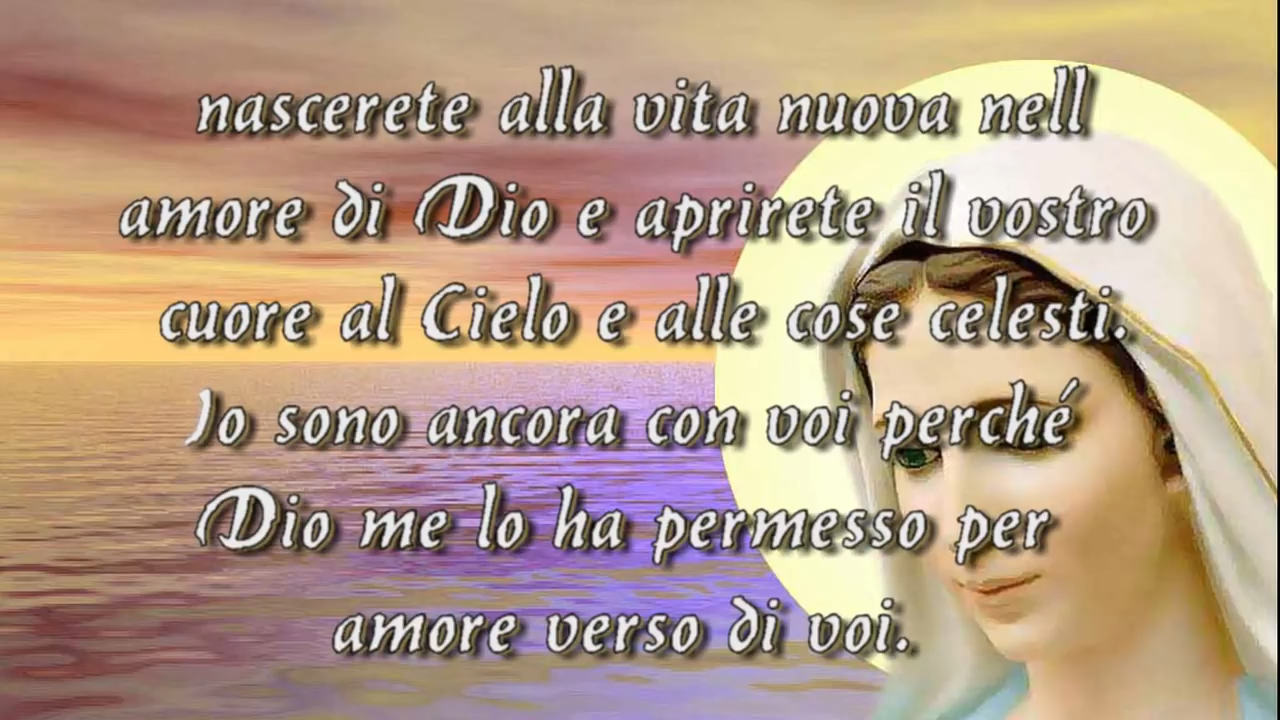 nascerete alla vita nuova nell
amore di Dio e aprirete il vostro
cuore al Cielo e alle cose celesti.
Io sono ancora con voi perché
Dio me lo ha permesso per
amore verso di voi.